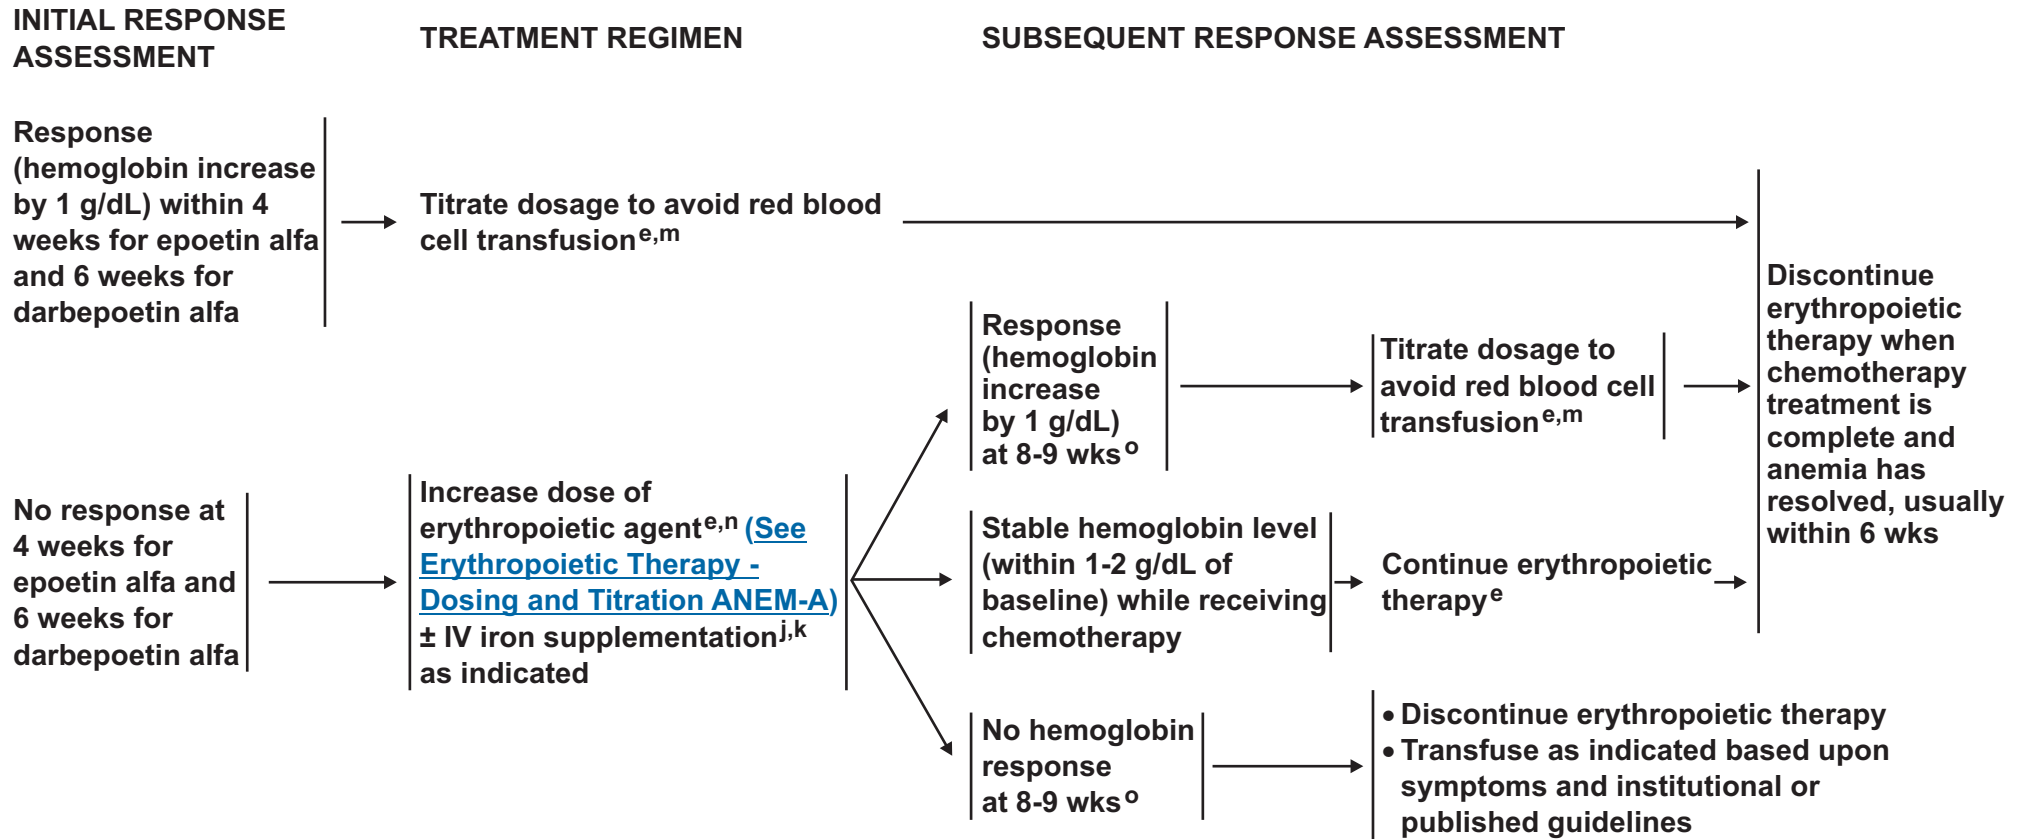 INITIAL RESPONSE
ASSESSMENT
TREATMENT REGIMEN
SUBSEQUENT RESPONSE ASSESSMENT
Response
(hemoglobin increase
by 1 g/dL) within 4
weeks for epoetin alfa
and 6 weeks for
darbepoetin alfa
Titrate dosage to avoid red blood
cell transfusion e,m
Response
(hemoglobin
increase
by 1 g/dL)
at 8-9 wks o
Titrate dosage to
avoid red blood cell
transfusion e,m
Discontinue
erythropoietic
therapy when
chemotherapy
treatment is
complete and
anemia has
resolved, usually
within 6 wks
No response at
4 weeks for
epoetin alfa and
6 weeks for
darbepoetin alfa
Increase dose of
erythropoietic agent e,n (See
Erythropoietic Therapy -
Dosing and Titration ANEM-A)
± IV iron supplementation j,k
as indicated
Stable hemoglobin level
(within 1-2 g/dL of
baseline) while receiving
chemotherapy
Continue erythropoietic
therapy e
No hemoglobin
response
at 8-9 wks o
• Discontinue erythropoietic therapy
• Transfuse as indicated based upon
symptoms and institutional or
published guidelines